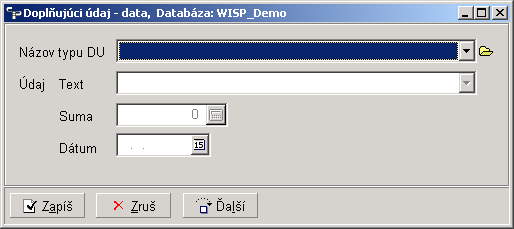 Doplňujúci údaj - data, Databáza: WISP_Demo
Názov typu DU
Údaj Text
Suma 0
Dátum . . 15
Zapíš Zruš Ďalší